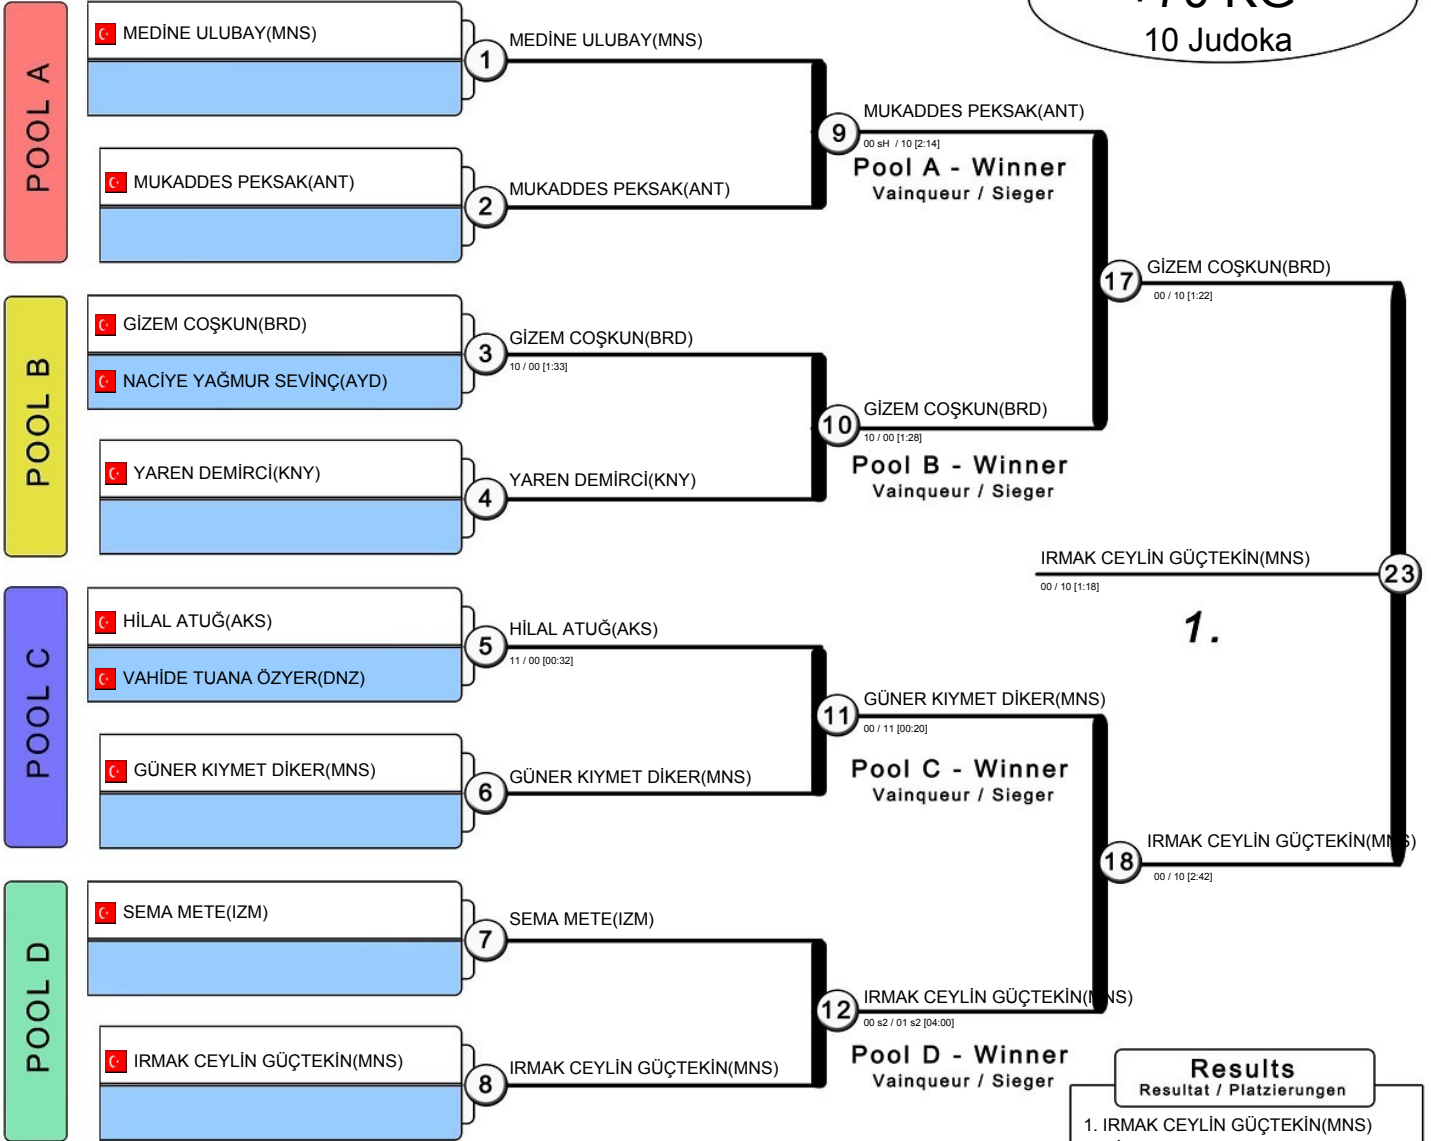 10 Judoka
POOL A
MEDİNE ULUBAY(MNS)
1
MEDİNE ULUBAY(MNS)
MUKADDES PEKSAK(ANT)
2
MUKADDES PEKSAK(ANT)
9
MUKADDES PEKSAK(ANT)
00 sH / 10 [2:14]
Pool A - Winner
Vainqueur / Sieger
POOL B
GİZEM COŞKUN(BRD)
NACİYE YAĞMUR SEVİNÇ(AYD)
3
GİZEM COŞKUN(BRD)
10 / 00 [1:33]
YAREN DEMİRCİ(KNY)
4
YAREN DEMİRCİ(KNY)
10
GİZEM COŞKUN(BRD)
10 / 00 [1:28]
Pool B - Winner
Vainqueur / Sieger
17
GİZEM COŞKUN(BRD)
00 / 10 [1:22]
POOL C
HİLAL ATUĞ(AKS)
VAHİDE TUANA ÖZYER(DNZ)
5
HİLAL ATUĞ(AKS)
11 / 00 [00:32]
GÜNER KIYMET DİKER(MNS)
6
GÜNER KIYMET DİKER(MNS)
11
GÜNER KIYMET DİKER(MNS)
00 / 11 [00:20]
Pool C - Winner
Vainqueur / Sieger
POOL D
SEMA METE(IZM)
7
SEMA METE(IZM)
IRMAK CEYLİN GÜÇTEKİN(MNS)
8
IRMAK CEYLİN GÜÇTEKİN(MNS)
12
IRMAK CEYLİN GÜÇTEKİN(MNS)
00 s2 / 01 s2 [04:00]
Pool D - Winner
Vainqueur / Sieger
18
IRMAK CEYLİN GÜÇTEKİN(MNS)
00 / 10 [2:42]
IRMAK CEYLİN GÜÇTEKİN(MNS)
23
00 / 10 [1:18]
1.
Results
Resultat / Platzierungen
1. IRMAK CEYLİN GÜÇTEKİN(MNS)